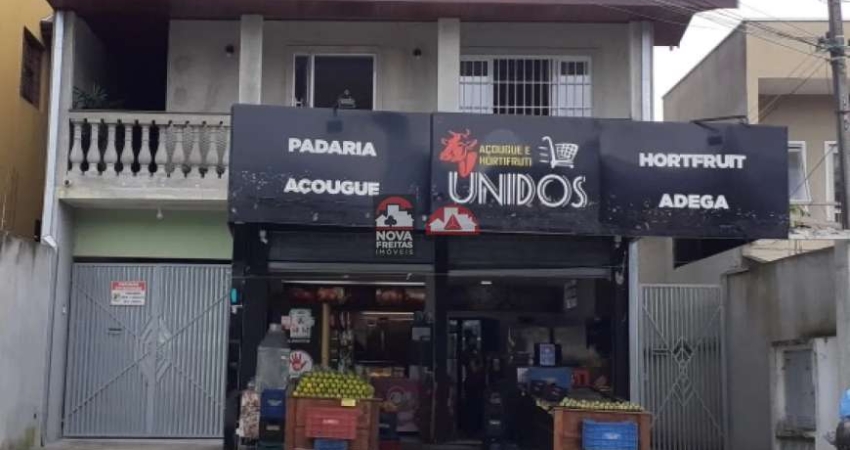 PADARIA
AÇOUGUE
AÇOUGUE E
HORTIFRUTI
UNIDOS
HORTFRUIT
ADEGA
NOVA
FREITAS
IMÓVEIS